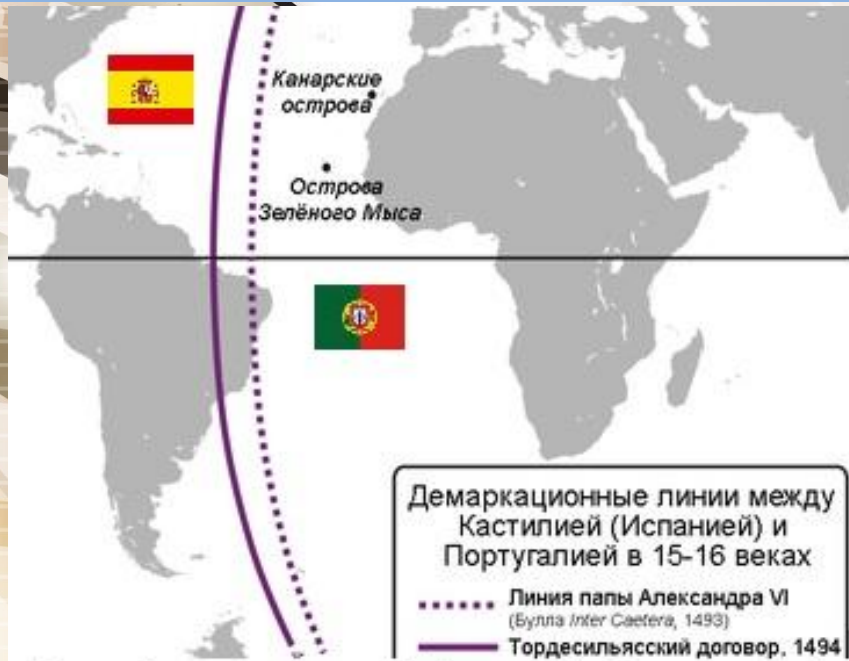 Канарские
острова
Острова
Зелёного Мыса
Демаркационные линии между
Кастилией (Испанией) и
Португалией в 15-16 веках
Линия папы Александра VI
(Булла Inter Caetera, 1493)
Тордесильясский договор, 1494